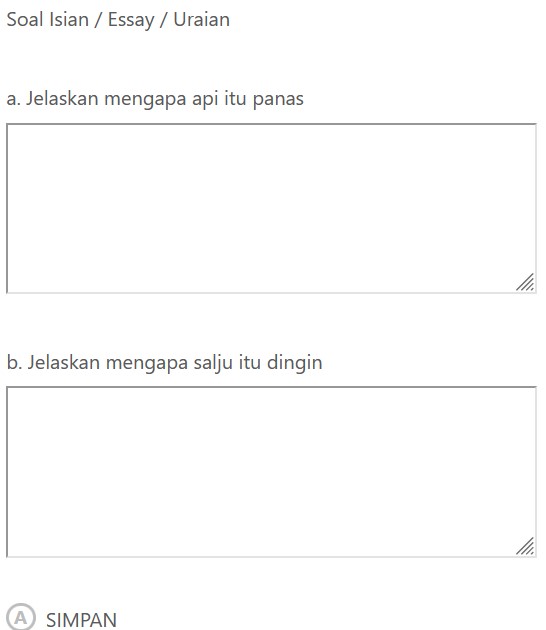 Soal Isian / Essay / Uraian
a. Jelaskan mengapa api itu panas
b. Jelaskan mengapa salju itu dingin
A SIMPAN